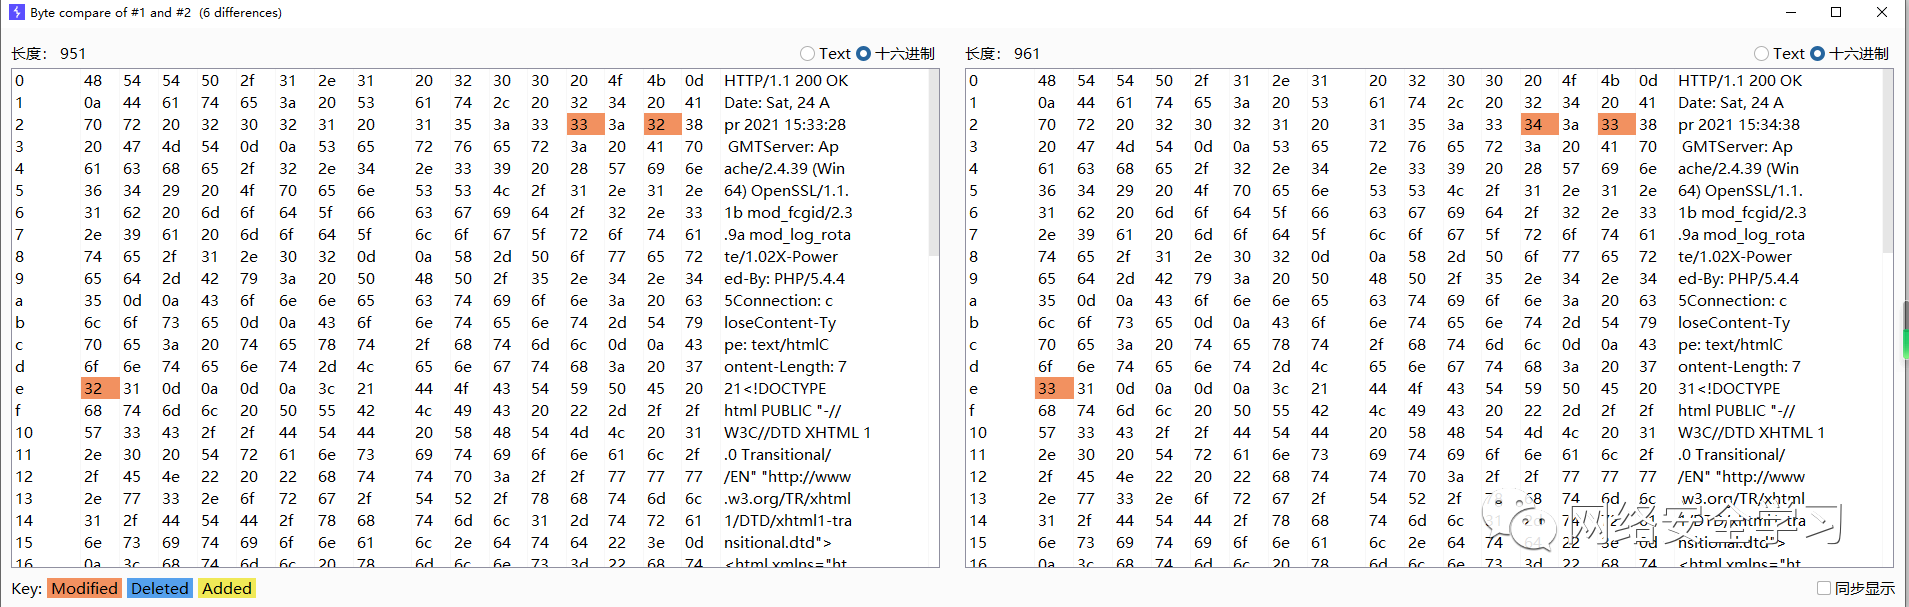 Byte compare of #1 and #2 (6 differences)
长度: 951 Text 十六进制 长度: 961 Text 十六进制
0 48 54 54 50 2f 31 2e 31 20 32 30 30 20 4f 4b 0d HTTP/1.1 200 OK 0 48 54 54 50 2f 31 2e 31 20 32 30 30 20 4f 4b 0d HTTP/1.1 200 OK
1 0a 44 61 74 65 3a 20 53 61 74 2c 20 32 34 20 41 Date: Sat, 24 A 1 0a 44 61 74 65 3a 20 53 61 74 2c 20 32 34 20 41 Date: Sat, 24 A
2 70 72 20 32 30 32 31 20 31 35 3a 33 33 3a 32 38 pr 2021 15:33:28 2 70 72 20 32 30 32 31 20 31 35 3a 33 34 3a 33 38 pr 2021 15:34:38
3 20 47 4d 54 0d 0a 53 65 72 76 65 72 3a 20 41 70 GMTServer: Ap 3 20 47 4d 54 0d 0a 53 65 72 76 65 72 3a 20 41 70 GMTServer: Ap
4 61 63 68 65 2f 32 2e 34 2e 33 39 20 28 57 69 6e ache/2.4.39 (Win 4 61 63 68 65 2f 32 2e 34 2e 33 39 20 28 57 69 6e ache/2.4.39 (Win
5 36 34 29 20 4f 70 65 6e 53 53 4c 2f 31 2e 31 2e 64) OpenSSL/1.1. 5 36 34 29 20 4f 70 65 6e 53 53 4c 2f 31 2e 31 2e 64) OpenSSL/1.1.
6 31 62 20 6d 6f 64 5f 66 63 67 69 64 2f 32 2e 33 1b mod_fcgid/2.3 6 31 62 20 6d 6f 64 5f 66 63 67 69 64 2f 32 2e 33 1b mod_fcgid/2.3
7 2e 39 61 20 6d 6f 64 5f 6c 6f 67 5f 72 6f 74 61 .9a mod_log_rota 7 2e 39 61 20 6d 6f 64 5f 6c 6f 67 5f 72 6f 74 61 .9a mod_log_rota
8 74 65 2f 31 2e 30 32 0d 0a 58 2d 50 6f 77 65 72 te/1.02X-Power 8 74 65 2f 31 2e 30 32 0d 0a 58 2d 50 6f 77 65 72 te/1.02X-Power
9 65 64 2d 42 79 3a 20 50 48 50 2f 35 2e 34 2e 34 ed-By: PHP/5.4.4 9 65 64 2d 42 79 3a 20 50 48 50 2f 35 2e 34 2e 34 ed-By: PHP/5.4.4
a 35 0d 0a 43 6f 6e 6e 65 63 74 69 6f 6e 3a 20 63 5Connection: c a 35 0d 0a 43 6f 6e 6e 65 63 74 69 6f 6e 3a 20 63 5Connection: c
b 6c 6f 73 65 0d 0a 43 6f 6e 74 65 6e 74 2d 54 79 loseContent-Ty b 6c 6f 73 65 0d 0a 43 6f 6e 74 65 6e 74 2d 54 79 loseContent-Ty
c 70 65 3a 20 74 65 78 74 2f 68 74 6d 6c 0d 0a 43 pe: text/htmlC c 70 65 3a 20 74 65 78 74 2f 68 74 6d 6c 0d 0a 43 pe: text/htmlC
d 6f 6e 74 65 6e 74 2d 4c 65 6e 67 74 68 3a 20 37 ontent-Length: 7 d 6f 6e 74 65 6e 74 2d 4c 65 6e 67 74 68 3a 20 37 ontent-Length: 7
e 32 31 0d 0a 0d 0a 3c 21 44 4f 43 54 59 50 45 20 21<!DOCTYPE e 33 31 0d 0a 0d 0a 3c 21 44 4f 43 54 59 50 45 20 31<!DOCTYPE
f 68 74 6d 6c 20 50 55 42 4c 49 43 20 22 2d 2f 2f html PUBLIC "-// f 68 74 6d 6c 20 50 55 42 4c 49 43 20 22 2d 2f 2f html PUBLIC "-//
10 57 33 43 2f 2f 44 54 44 20 58 48 54 4d 4c 20 31 W3C//DTD XHTML 1 10 57 33 43 2f 2f 44 54 44 20 58 48 54 4d 4c 20 31 W3C//DTD XHTML 1
11 2e 30 20 54 72 61 6e 73 69 74 69 6f 6e 61 6c 2f .0 Transitional/ 11 2e 30 20 54 72 61 6e 73 69 74 69 6f 6e 61 6c 2f .0 Transitional/
12 2f 45 4e 22 20 22 68 74 74 70 3a 2f 2f 77 77 77 /EN" "http://www 12 2f 45 4e 22 20 22 68 74 74 70 3a 2f 2f 77 77 77 /EN" "http://www
13 2e 77 33 2e 6f 72 67 2f 54 52 2f 78 68 74 6d 6c .w3.org/TR/xhtml 13 2e 77 33 2e 6f 72 67 2f 54 52 2f 78 68 74 6d 6c .w3.org/TR/xhtml
14 31 2f 44 54 44 2f 78 68 74 6d 6c 31 2d 74 72 61 1/DTD/xhtml1-tra 14 31 2f 44 54 44 2f 78 68 74 6d 6c
网络安全学习
15 6e 73 69 74 69 6f 6e 61 6c 2e 64 74 64 22 3e 0d nsitional.dtd"> 15 6e 73 69 74 69 6f 6e 61 6c 2e 64 74 64 22 3e 0d nsitional.dtd">
16 0a 3c 68 74 6d 6c 20 78 6d 6c 6e 73 3d 22 68 74 <html xmlns="ht 16 0a 3c 68 74 6d 6c 20 78 6d 6c 6e 73 3d 22 68 74 <html xmlns="ht
Key: Modified Deleted Added 同步显示